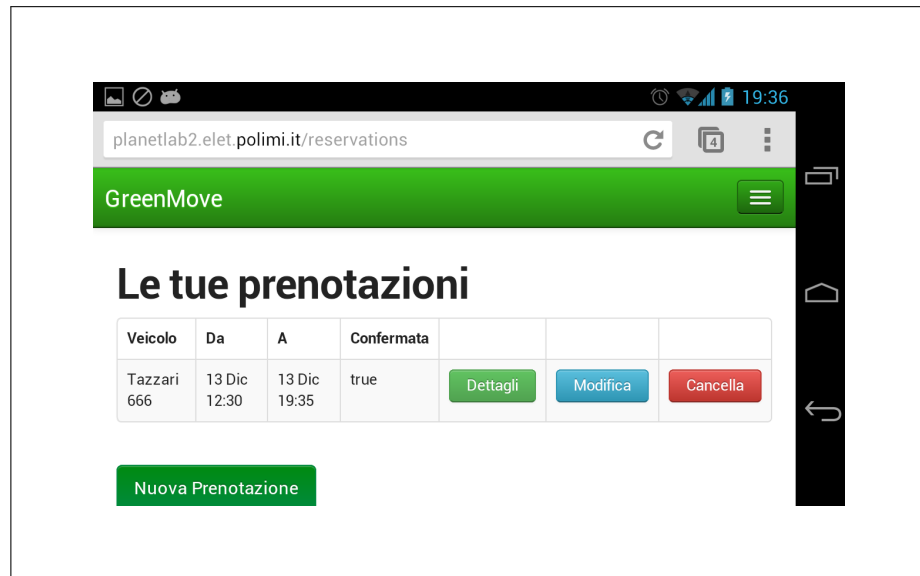 19:36
planetlab2.elet.polimi.it/reservations
4
GreenMove
Le tue prenotazioni
Veicolo Da A Confermata
Tazzari 13 Dic 13 Dic true Dettagli Modifica Cancella
666 12:30 19:35
Nuova Prenotazione